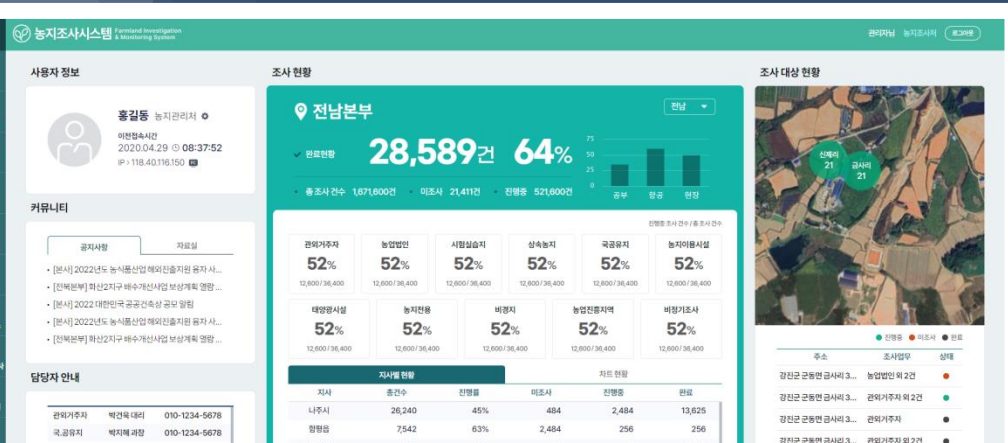 농지조사시스템 Farmland Investigation & Monitoring System
관리자님 농지조사처 로그아웃
사용자 정보
홍길동 농지관리처
이전접속시간
2020.04.29 08:37:52
IP > 118.40.116.150
커뮤니티
공지사항 자료실
• [본사] 2022년도 농식품산업 해외진출지원 융자 사...
• [전북본부] 화산2지구 배수개선사업 보상계획 열람 ...
• [본사] 2022 대한민국 공공건축상 공모 알림
• [본사] 2022년도 농식품산업 해외진출지원 융자 사...
• [전북본부] 화산2지구 배수개선사업 보상계획 열람 ...
담당자 안내
관외거주자 박건욱 대리 010-1234-5678
국.공유지 박지혜 과장 010-1234-5678
조사 현황
전남본부
전남
완료현황 28,589건 64%
총 조사 건수 1,671,600건 미조사 21,411건 진행중 521,600건
75
50
25
0
공부 항공 현장
진행중 조사 건수 / 총 조사 건수
관외거주자 농업법인 시험실습지 상속농지 국공유지 농지이용시설
52% 52% 52% 52% 52% 52%
12,600 / 36,400 12,600 / 36,400 12,600 / 36,400 12,600 / 36,400 12,600 / 36,400 12,600 / 36,400
태양광시설 농지전용 비경지 농업진흥지역 비정기조사
52% 52% 52% 52% 52%
12,600 / 36,400 12,600 / 36,400 12,600 / 36,400 12,600 / 36,400 12,600 / 36,400
지사별 현황 차트 현황
지사 총건수 진행률 미조사 진행중 완료
나주시 26,240 45% 484 2,484 13,625
함평읍 7,542 63% 2,484 256 256
조사 대상 현황
신계리
21
금사리
21
진행중 미조사 완료
주소 조사업무 상태
강진군 군동면 금사리 3... 농업법인 외 2건
강진군 군동면 금사리 3... 관외거주자 외 2건
강진군 군동면 금사리 3... 관외거주자
강진군 군동면 금사리 3... 관외거주자 외 2건